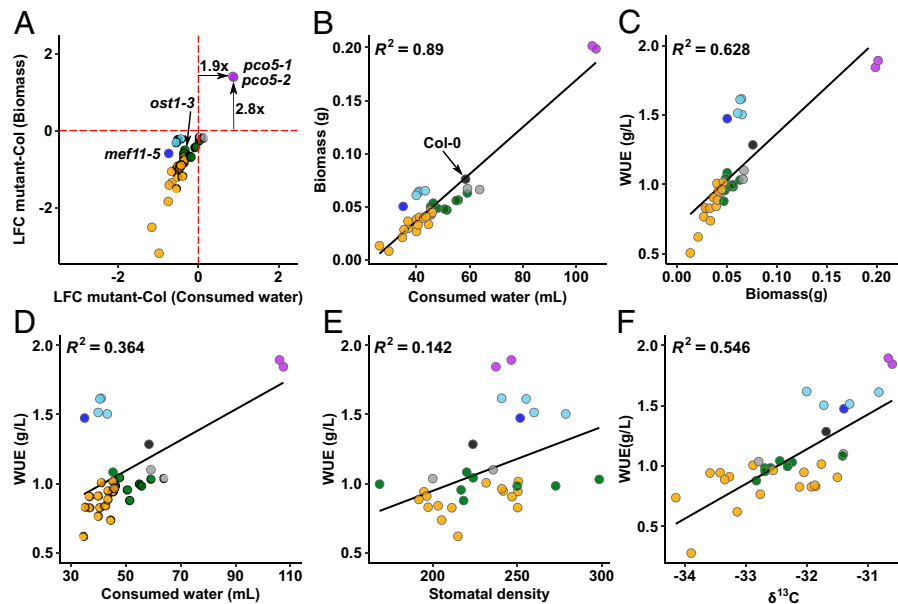 A
LFC mutant-Col (Biomass)
2
0
-2
-2
0
2
LFC mutant-Col (Consumed water)
1.9x
pco5-1
pco5-2
2.8x
ost1-3
mef11-5
B
R² = 0.89
Biomass (g)
0.20
0.15
0.10
0.05
0.00
Col-0
20
40
60
80
100
Consumed water (mL)
C
R² = 0.628
WUE (g/L)
2.0
1.5
1.0
0.5
0.00
0.05
0.10
0.15
0.20
Biomass(g)
D
R² = 0.364
WUE (g/L)
2.0
1.5
1.0
0.5
30
50
70
90
110
Consumed water (mL)
E
R² = 0.142
WUE (g/L)
2.0
1.5
1.0
0.5
200
250
300
Stomatal density
F
R² = 0.546
WUE(g/L)
2.0
1.5
1.0
0.5
0.0
-34
-33
-32
-31
δ¹³C